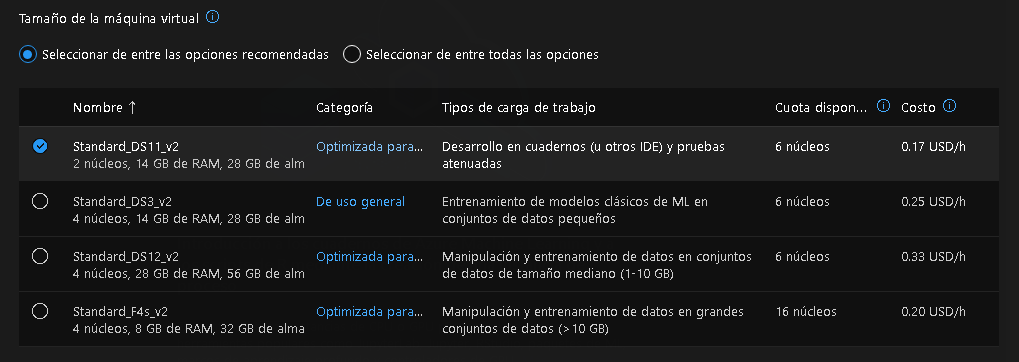 Tamaño de la máquina virtual
Seleccionar de entre las opciones recomendadas Seleccionar de entre todas las opciones
Nombre ↑ Categoría Tipos de carga de trabajo Cuota dispon... Costo
Standard_DS11_v2 Optimizada para... Desarrollo en cuadernos (u otros IDE) y pruebas 6 núcleos 0.17 USD/h
2 núcleos, 14 GB de RAM, 28 GB de alm atenuadas
Standard_DS3_v2 De uso general Entrenamiento de modelos clásicos de ML en 6 núcleos 0.25 USD/h
4 núcleos, 14 GB de RAM, 28 GB de alm conjuntos de datos pequeños
Standard_DS12_v2 Optimizada para... Manipulación y entrenamiento de datos en conjuntos 6 núcleos 0.33 USD/h
4 núcleos, 28 GB de RAM, 56 GB de alm de datos de tamaño mediano (1-10 GB)
Standard_F4s_v2 Optimizada para... Manipulación y entrenamiento de datos en grandes 16 núcleos 0.20 USD/h
4 núcleos, 8 GB de RAM, 32 GB de alma conjuntos de datos (>10 GB)